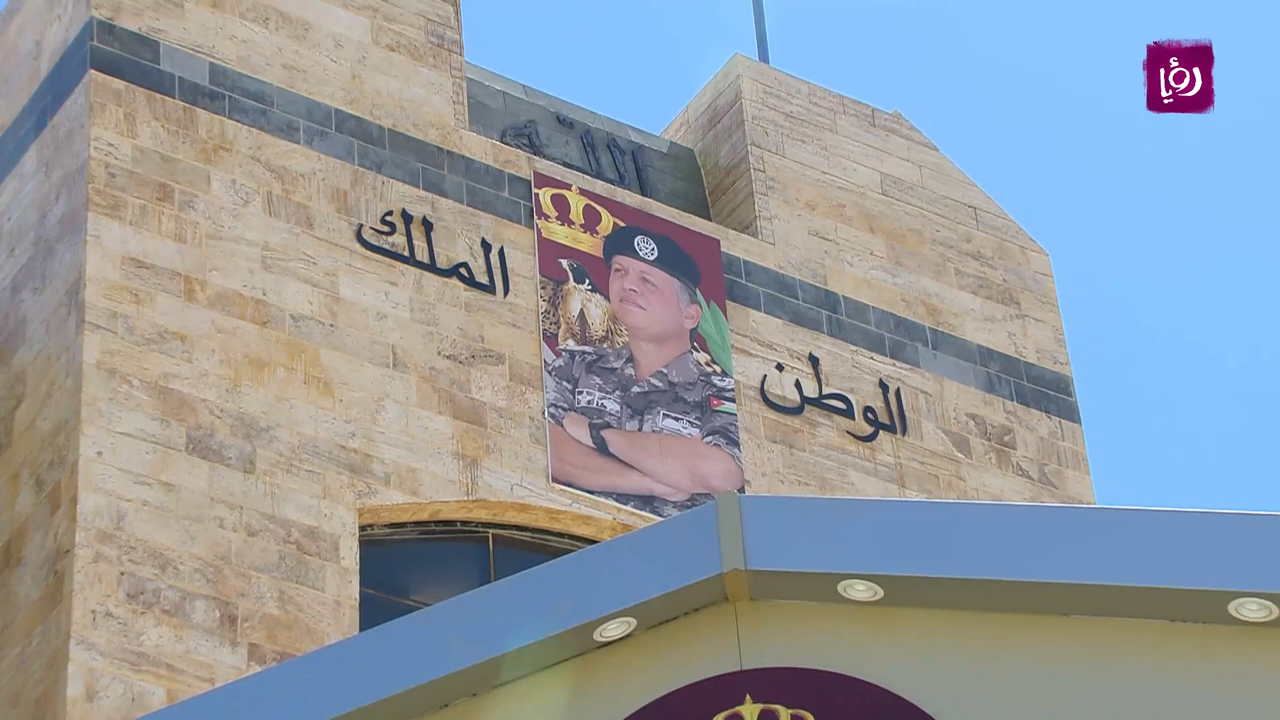 رؤيا
الله
الوطن
الملك